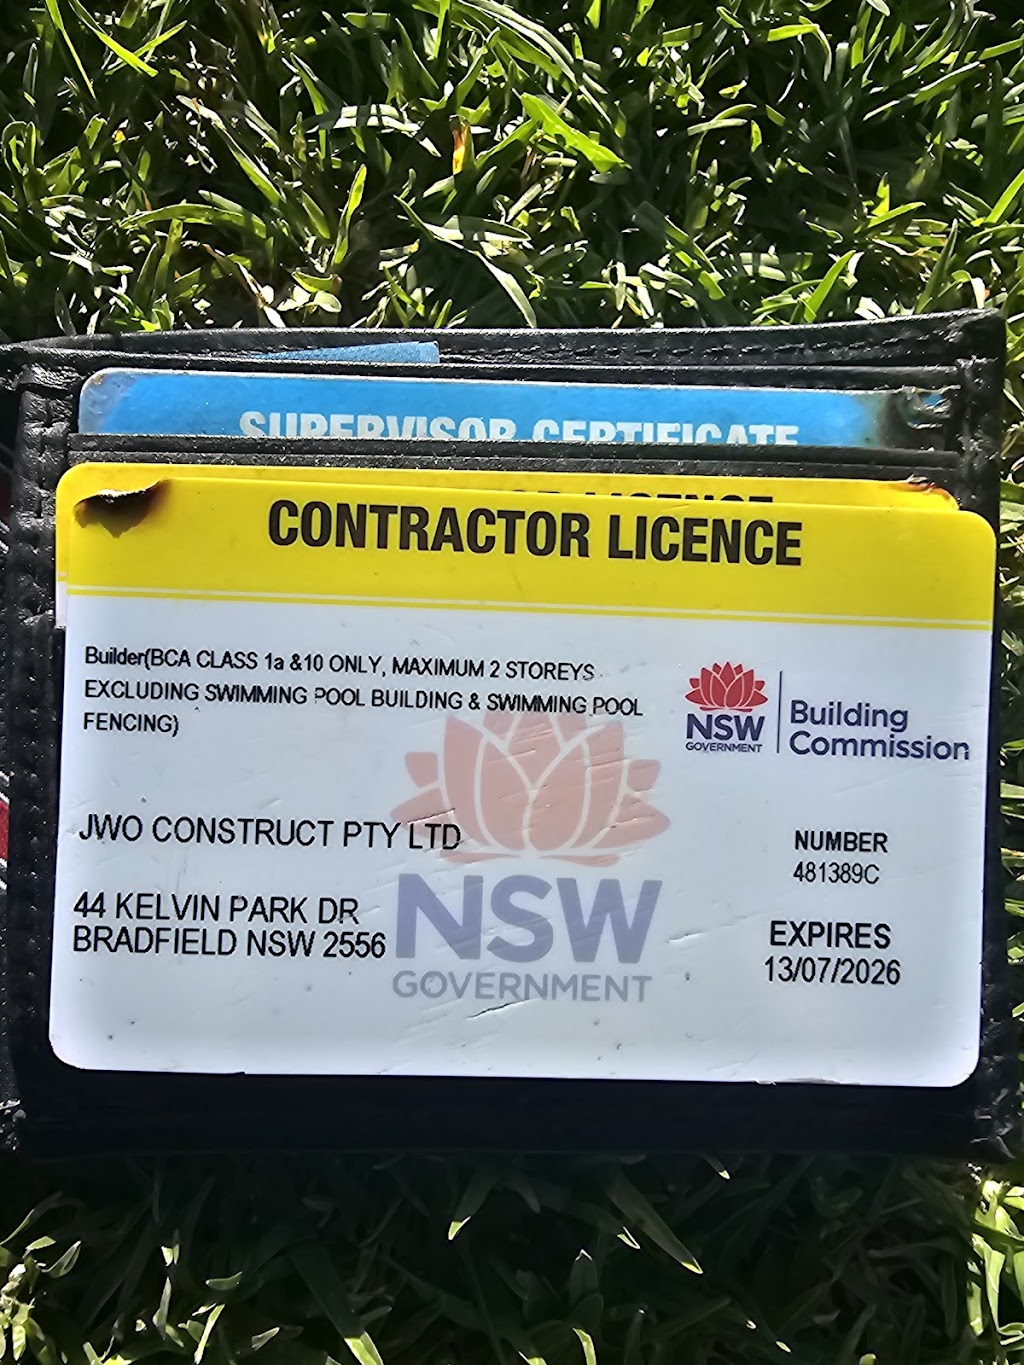 SUPERVISOR CERTIFICATE
OR LICENCE
CONTRACTOR LICENCE
Builder(BCA CLASS 1a &10 ONLY, MAXIMUM 2 STOREYS
EXCLUDING SWIMMING POOL BUILDING & SWIMMING POOL
FENCING)
NSW
GOVERNMENT
Building
Commission
JWO CONSTRUCT PTY LTD
NUMBER
481389C
44 KELVIN PARK DR
BRADFIELD NSW 2556
EXPIRES
13/07/2026
NSW
GOVERNMENT